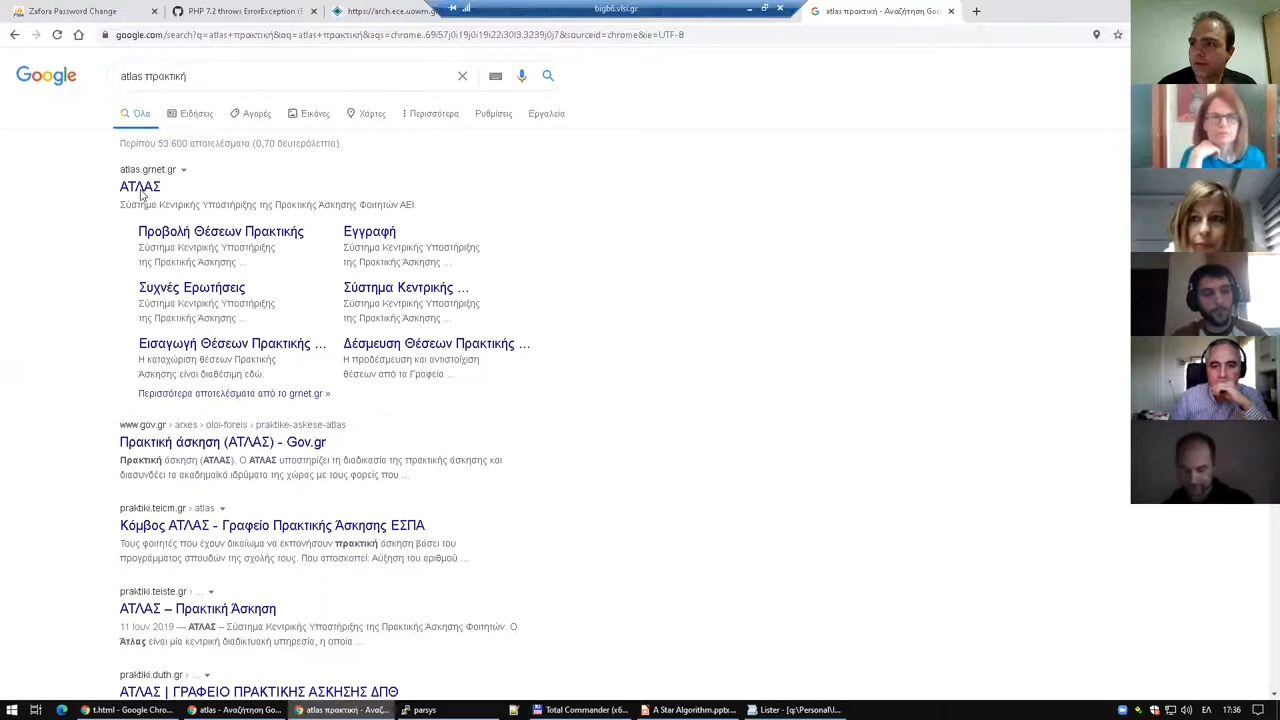 Zafora Password Change
PHP 7.2 throws ErrorException (F
https://arch.ece.uowm.gr
bigb6.vlsi.gr
atlas πρακτική - Αναζήτηση Goo
google.com/search?q=atlas+πρακτική&oq=atlas+πρακτική&aqs=chrome..69i57j0i19j0i19i22i30l3.3239j0j7&sourceid=chrome&ie=UTF-8
Google
atlas πρακτική
Όλα Ειδήσεις Αγορές Εικόνες Χάρτες Περισσότερα Ρυθμίσεις Εργαλεία
Περίπου 53.600 αποτελέσματα (0,70 δευτερόλεπτα)
atlas.grnet.gr
ΑΤΛΑΣ
Σύστημα Κεντρικής Υποστήριξης της Πρακτικής Άσκησης Φοιτητών ΑΕΙ.
Προβολή Θέσεων Πρακτικής
Σύστημα Κεντρικής Υποστήριξης
της Πρακτικής Άσκησης ...
Εγγραφή
Σύστημα Κεντρικής Υποστήριξης
της Πρακτικής Άσκησης ...
Συχνές Ερωτήσεις
Σύστημα Κεντρικής Υποστήριξης
της Πρακτικής Άσκησης ...
Σύστημα Κεντρικής ...
Σύστημα Κεντρικής Υποστήριξης
της Πρακτικής Άσκησης ...
Εισαγωγή Θέσεων Πρακτικής ...
Η καταχώριση θέσεων Πρακτικής
Άσκησης είναι διαθέσιμη εδώ.
Δέσμευση Θέσεων Πρακτικής ...
Η προδέσμευση και αντιστοίχιση
θέσεων από τα Γραφεία ...
Περισσότερα αποτελέσματα από το grnet.gr »
www.gov.gr › arxes › oloi-foreis › praktike-askese-atlas
Πρακτική άσκηση (ΑΤΛΑΣ) - Gov.gr
Πρακτική άσκηση (ΑΤΛΑΣ). Ο ΑΤΛΑΣ υποστηρίζει τη διαδικασία της πρακτικής άσκησης και
διασυνδέει τα ακαδημαϊκά ιδρύματα της χώρας με τους φορείς που ...
praktiki.teicm.gr › atlas
Κόμβος ΑΤΛΑΣ - Γραφείο Πρακτικής Άσκησης ΕΣΠΑ
Τους φοιτητές που έχουν δικαίωμα να εκπονήσουν πρακτική άσκηση βάσει του
προγράμματος σπουδών της σχολής τους. Που αποσκοπεί: Αύξηση του αριθμού ...
praktiki.teiste.gr › ...
ΑΤΛΑΣ – Πρακτική Άσκηση
11 Ιουν 2019 — ΑΤΛΑΣ – Σύστημα Κεντρικής Υποστήριξης της Πρακτικής Άσκησης Φοιτητών. Ο
Άτλας είναι μία κεντρική διαδικτυακή υπηρεσία, η οποία ...
praktiki.duth.gr › ...
ΑΤΛΑΣ | ΓΡΑΦΕΙΟ ΠΡΑΚΤΙΚΗΣ ΑΣΚΗΣΗΣ ΔΠΘ
t.html - Google Chro...
atlas - Αναζήτηση Go...
atlas πρακτική - Αναζ...
parsys
Total Commander (x6...
A Star Algorithm.pptx...
Lister - [q:\Personal\I...
ΕΛ
17:36